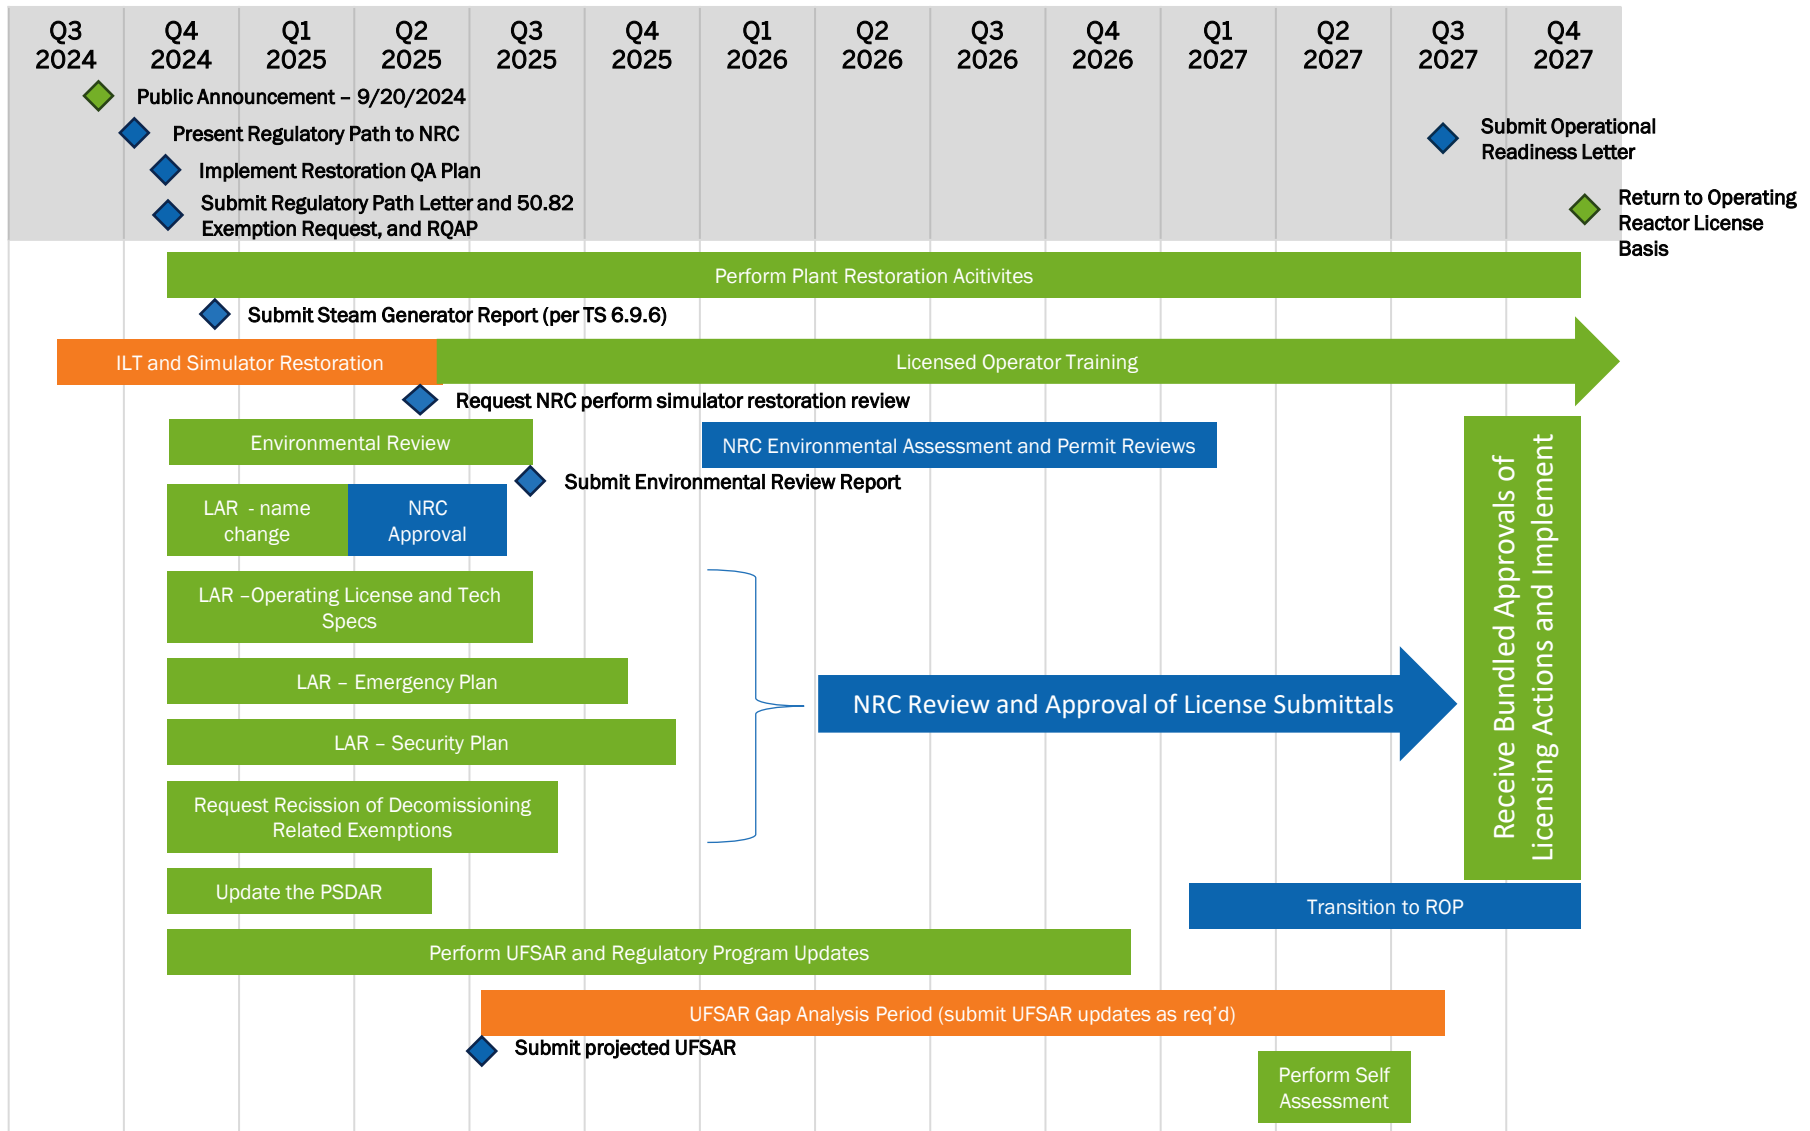 Q3 Q4 Q1 Q2 Q3 Q4 Q1 Q2 Q3 Q4 Q1 Q2 Q3 Q4
2024 2024 2025 2025 2025 2025 2026 2026 2026 2026 2027 2027 2027 2027
Public Announcement – 9/20/2024
Present Regulatory Path to NRC
Submit Operational
Readiness Letter
Implement Restoration QA Plan
Submit Regulatory Path Letter and 50.82
Exemption Request, and RQAP
Return to Operating
Reactor License
Basis
Perform Plant Restoration Acitivites
Submit Steam Generator Report (per TS 6.9.6)
ILT and Simulator Restoration
Licensed Operator Training
Request NRC perform simulator restoration review
Environmental Review
NRC Environmental Assessment and Permit Reviews
Submit Environmental Review Report
LAR - name
change
NRC
Approval
LAR –Operating License and Tech
Specs
LAR – Emergency Plan
NRC Review and Approval of License Submittals
Receive Bundled Approvals of
Licensing Actions and Implement
LAR – Security Plan
Request Recission of Decomissioning
Related Exemptions
Update the PSDAR
Transition to ROP
Perform UFSAR and Regulatory Program Updates
UFSAR Gap Analysis Period (submit UFSAR updates as req’d)
Submit projected UFSAR
Perform Self
Assessment